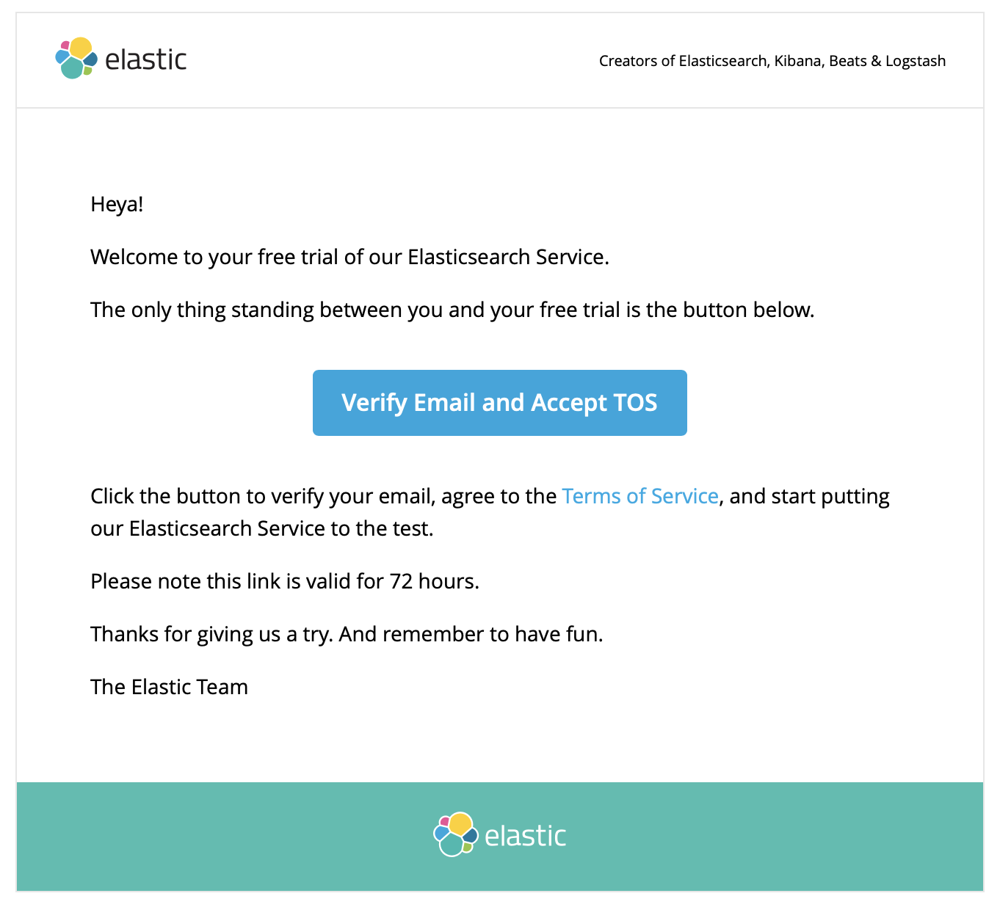 elastic
Creators of Elasticsearch, Kibana, Beats & Logstash
Heya!
Welcome to your free trial of our Elasticsearch Service.
The only thing standing between you and your free trial is the button below.
Verify Email and Accept TOS
Click the button to verify your email, agree to the Terms of Service, and start putting
our Elasticsearch Service to the test.
Please note this link is valid for 72 hours.
Thanks for giving us a try. And remember to have fun.
The Elastic Team
elastic